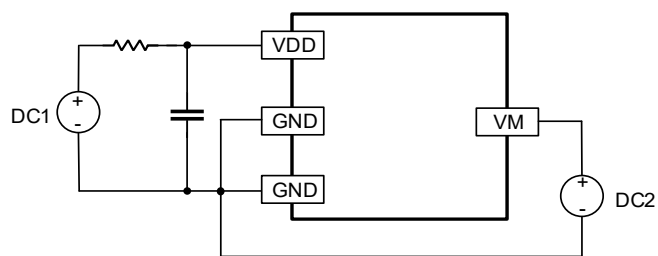 VDD
+
DC1
-
GND
VM
+
GND
DC2
-